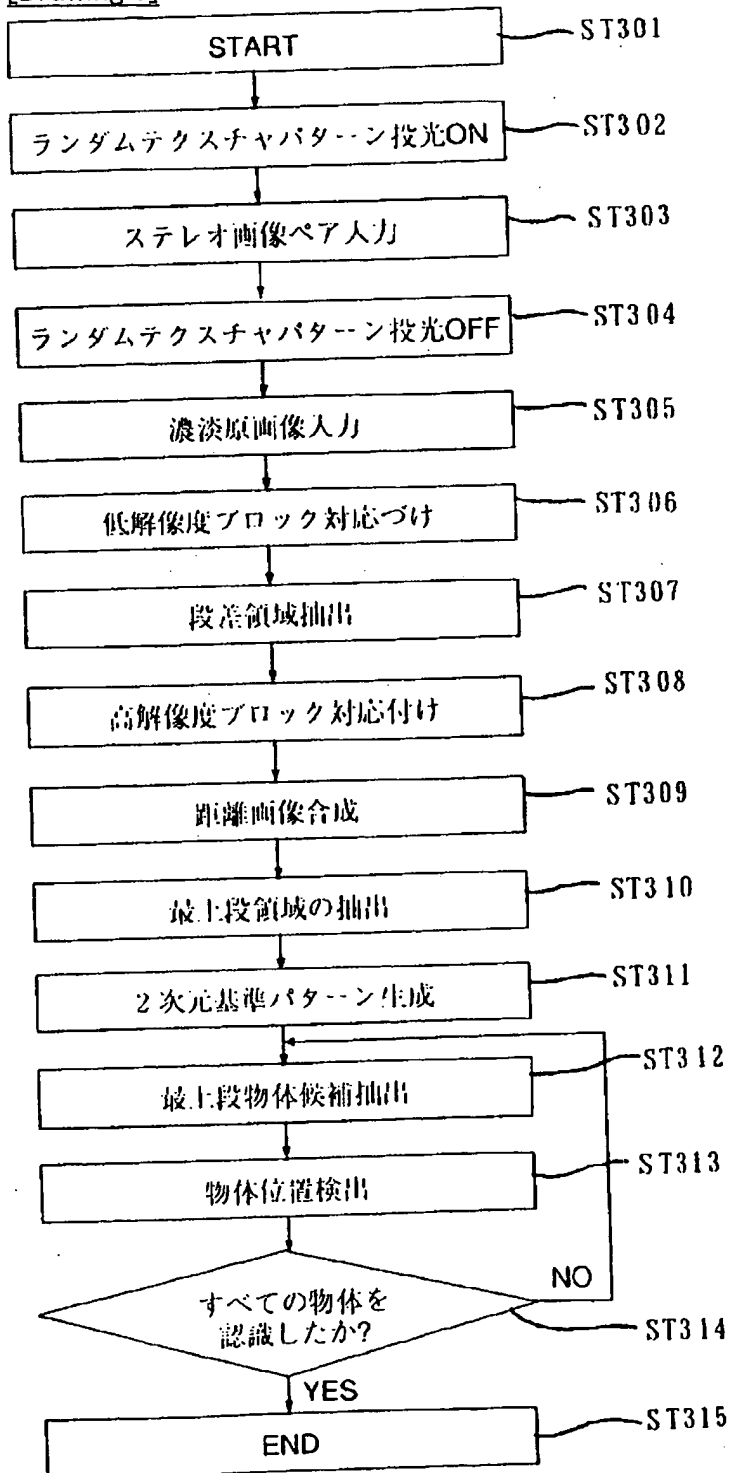 START
ST301
ランダムテクスチャパターン投光ON
ST302
ステレオ画像ペア入力
ST303
ランダムテクスチャパターン投光OFF
ST304
濃淡原画像入力
ST305
低解像度ブロック対応づけ
ST306
段差領域抽出
ST307
高解像度ブロック対応付け
ST308
距離画像合成
ST309
最上段領域の抽出
ST310
2次元基準パターン生成
ST311
最上段物体候補抽出
ST312
物体位置検出
ST313
すべての物体を
認識したか?
NO
ST314
YES
END
ST315